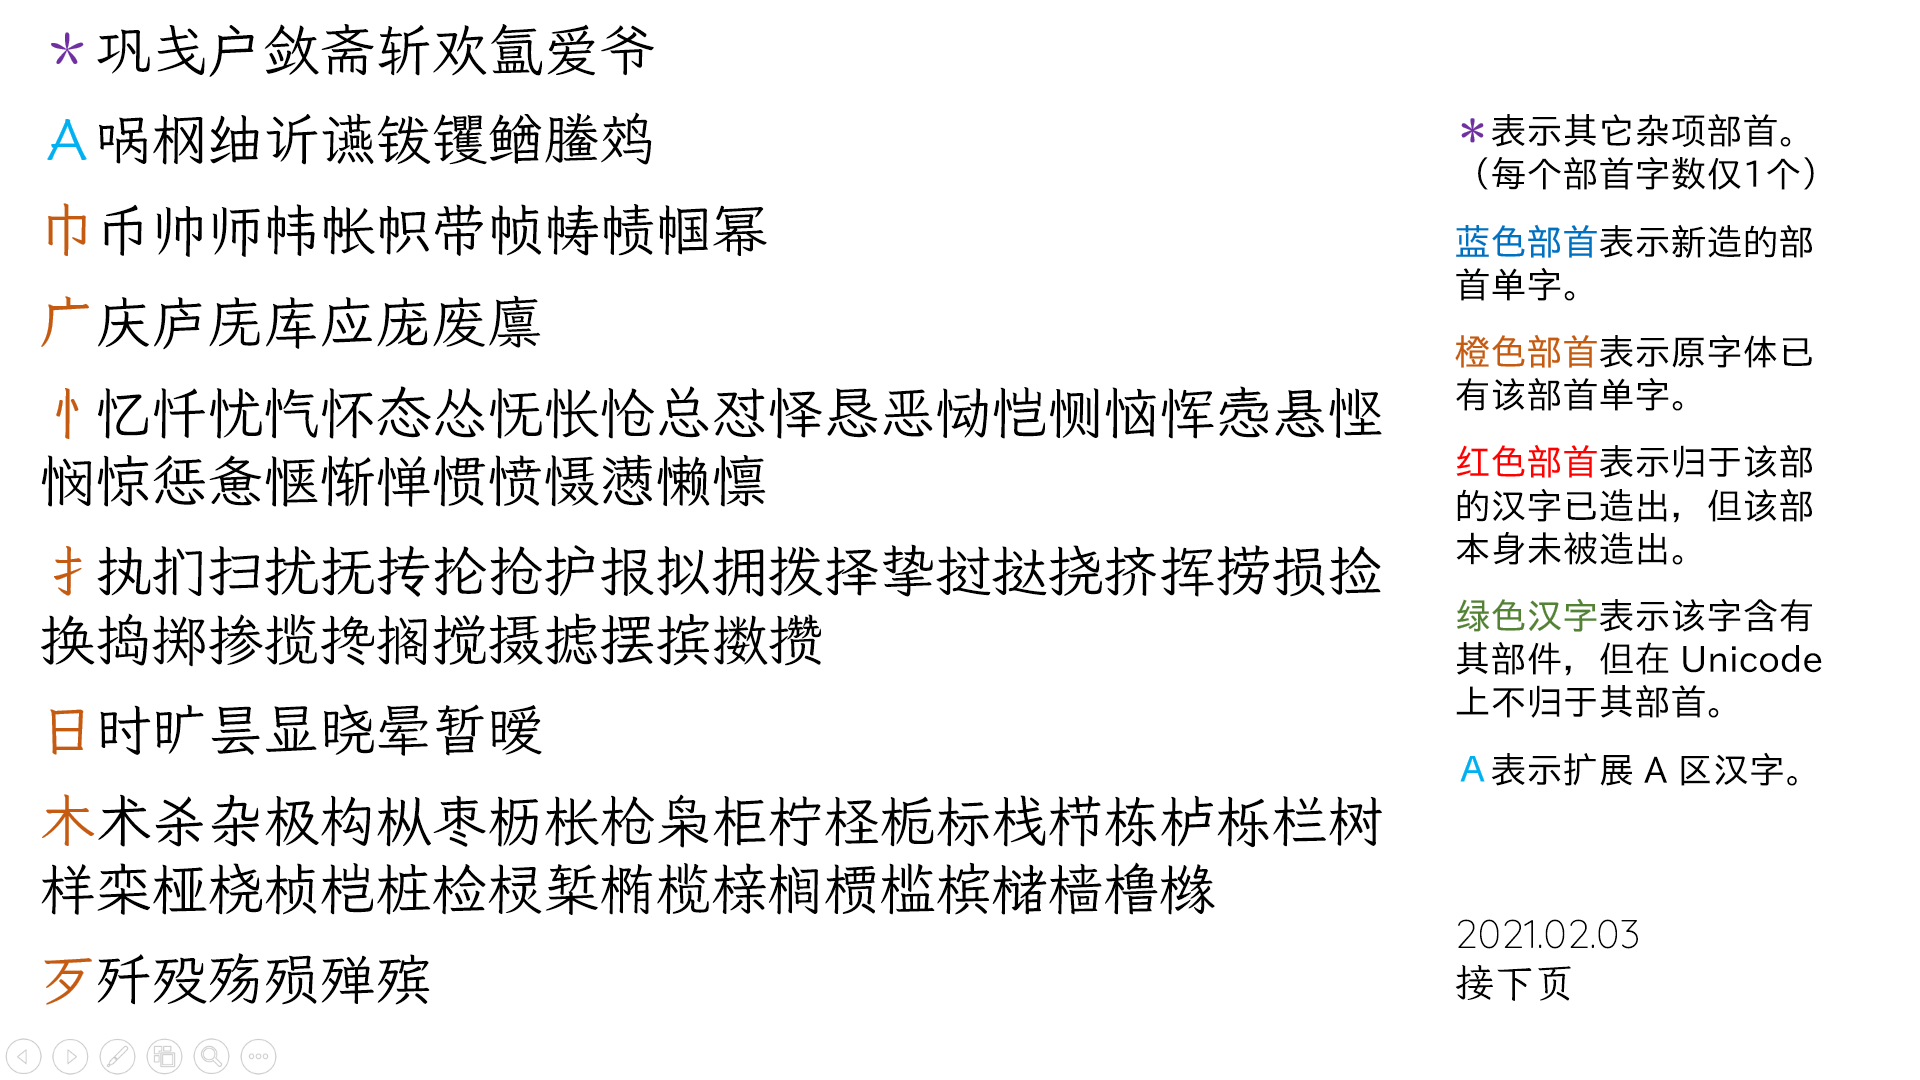 *巩戋户敛斋斩欢氲爱爷
A㖞㭎䌷䜣䜩䥽䦆䲡䲢䴓
巾币帅师帏帐帜带帧帱帻帼幂
广庆庐庑库应庞废廪
忄忆忏忧忾怀态怂怃怅怆总怼怿恳恶恸恺恻恼恽悫悬悭
悯惊惩惫惬惭惮惯愤慑懑懒懔
扌执扪扫扰抚抟抡抢护报拟拥拨择挚挝挞挠挤挥捞损捡
换捣掷掺揽搀搁搅摄摅摆摈擞攒
日时旷昙显晓晕暂暧
木术杀杂极构枞枣枥枨枪枭柜柠柽栀标栈栉栋栌栎栏树
样栾桠桡桢桤桩检棂椠椭榄榇榈槚槛槟槠樯橹橼
歹歼殁殇殒殚殡
*表示其它杂项部首。
（每个部首字数仅1个）
蓝色部首表示新造的部
首单字。
橙色部首表示原字体已
有该部首单字。
红色部首表示归于该部
的汉字已造出，但该部
本身未被造出。
绿色汉字表示该字含有
其部件，但在 Unicode
上不归于其部首。
A表示扩展 A 区汉字。
2021.02.03
接下页